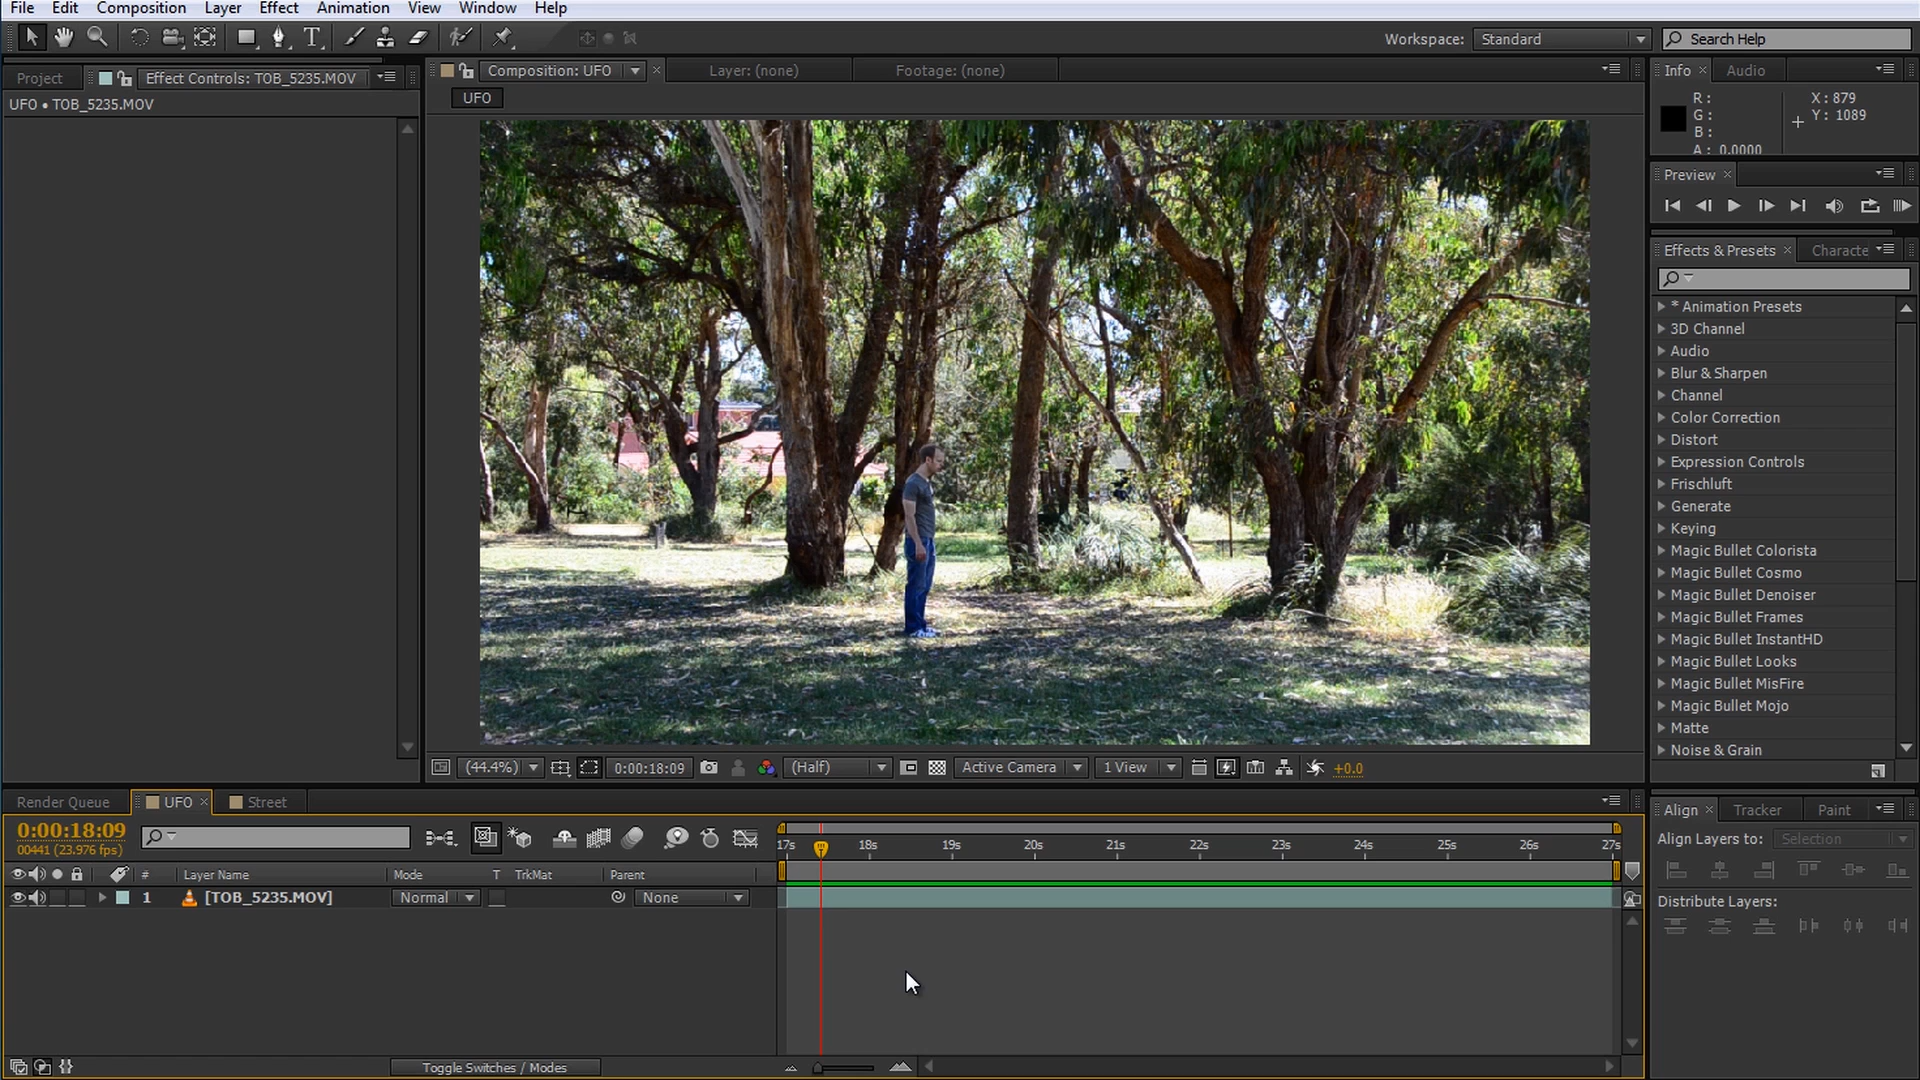 File Edit Composition Layer Effect Animation View Window Help
Workspace: Standard
Search Help
Project
Effect Controls: TOB_5235.MOV
UFO • TOB_5235.MOV
Composition: UFO
Layer: (none)
Footage: (none)
UFO
Info
Audio
R :
G :
B :
A : 0.0000
X : 879
Y : 1089
Preview
Effects & Presets
Characte
* Animation Presets
3D Channel
Audio
Blur & Sharpen
Channel
Color Correction
Distort
Expression Controls
Frischluft
Generate
Keying
Magic Bullet Colorista
Magic Bullet Cosmo
Magic Bullet Denoiser
Magic Bullet Frames
Magic Bullet InstantHD
Magic Bullet Looks
Magic Bullet MisFire
Magic Bullet Mojo
Matte
Noise & Grain
(44.4%)
0:00:18:09
(Half)
Active Camera
1 View
+0.0
Render Queue
UFO
Street
0:00:18:09
00441 (23.976 fps)
17s 18s 19s 20s 21s 22s 23s 24s 25s 26s 27s
# Layer Name Mode T TrkMat Parent
1 [TOB_5235.MOV] Normal None
Toggle Switches / Modes
Align
Tracker
Paint
Align Layers to: Selection
Distribute Layers: